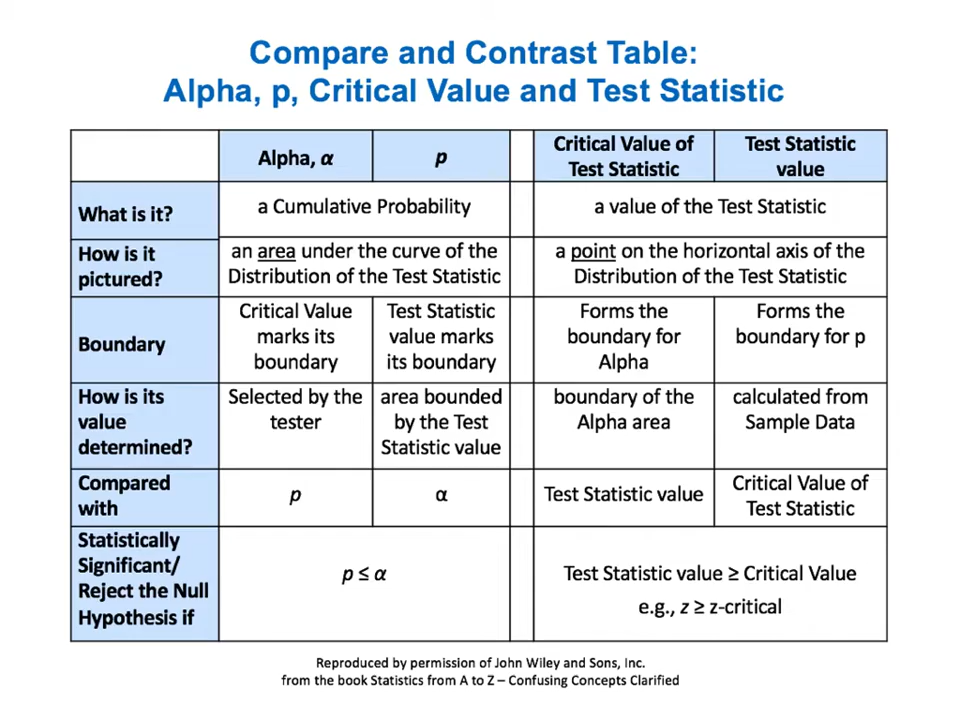 Compare and Contrast Table:
Alpha, p, Critical Value and Test Statistic
Alpha, α
p
Critical Value of
Test Statistic
Test Statistic
value
What is it?
a Cumulative Probability
a value of the Test Statistic
How is it
pictured?
an area under the curve of the
Distribution of the Test Statistic
a point on the horizontal axis of the
Distribution of the Test Statistic
Boundary
Critical Value
marks its
boundary
Test Statistic
value marks
its boundary
Forms the
boundary for
Alpha
Forms the
boundary for p
How is its
value
determined?
Selected by the
tester
area bounded
by the Test
Statistic value
boundary of the
Alpha area
calculated from
Sample Data
Compared
with
p
α
Test Statistic value
Critical Value of
Test Statistic
Statistically
Significant/
Reject the Null
Hypothesis if
p ≤ α
Test Statistic value ≥ Critical Value
e.g., z ≥ z-critical
Reproduced by permission of John Wiley and Sons, Inc.
from the book Statistics from A to Z – Confusing Concepts Clarified